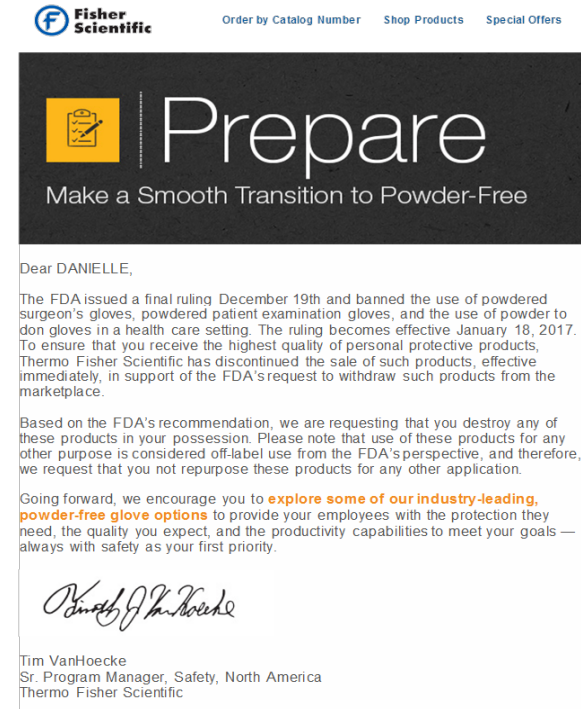 Fisher
Scientific
Order by Catalog Number Shop Products Special Offers
Prepare
Make a Smooth Transition to Powder-Free
Dear DANIELLE,
The FDA issued a final ruling December 19th and banned the use of powdered
surgeon's gloves, powdered patient examination gloves, and the use of powder to
don gloves in a health care setting. The ruling becomes effective January 18, 2017.
To ensure that you receive the highest quality of personal protective products,
Thermo Fisher Scientific has discontinued the sale of such products, effective
immediately, in support of the FDA's request to withdraw such products from the
marketplace.
Based on the FDA's recommendation, we are requesting that you destroy any of
these products in your possession. Please note that use of these products for any
other purpose is considered off-label use from the FDA's perspective, and therefore,
we request that you not repurpose these products for any other application.
Going forward, we encourage you to explore some of our industry-leading,
powder-free glove options to provide your employees with the protection they
need, the quality you expect, and the productivity capabilities to meet your goals —
always with safety as your first priority.
Timothy J VanHoecke
Tim VanHoecke
Sr. Program Manager, Safety, North America
Thermo Fisher Scientific